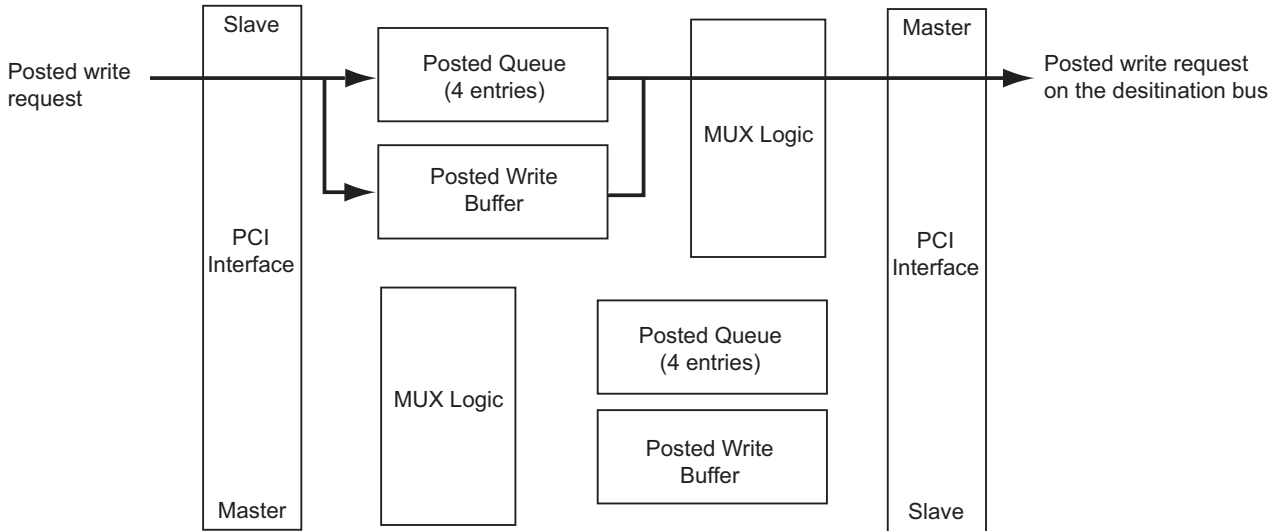 Slave
Master
Posted write
request
Posted Queue
(4 entries)
Posted write request
on the desitination bus
MUX Logic
Posted Write
Buffer
PCI
Interface
PCI
Interface
Posted Queue
(4 entries)
MUX Logic
Posted Write
Buffer
Master
Slave